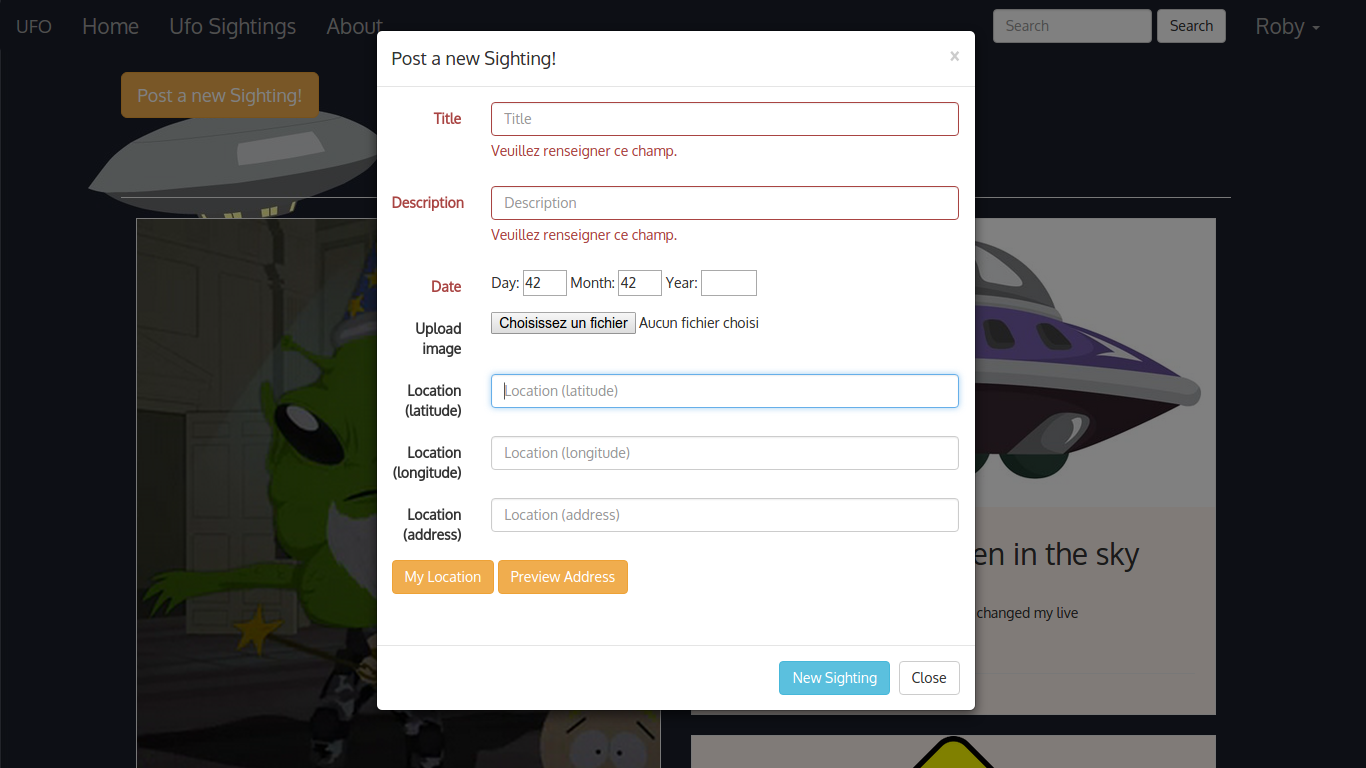 UFO Home Ufo Sightings About Search Search Roby
Post a new Sighting!
Post a new Sighting! ×
Title Title
Veuillez renseigner ce champ.
Description Description
Veuillez renseigner ce champ.
Date Day: 42 Month: 42 Year:
Upload image Choisissez un fichier Aucun fichier choisi
Location (latitude) Location (latitude)
Location (longitude) Location (longitude)
Location (address) Location (address)
My Location Preview Address
in the sky
changed my live
New Sighting Close